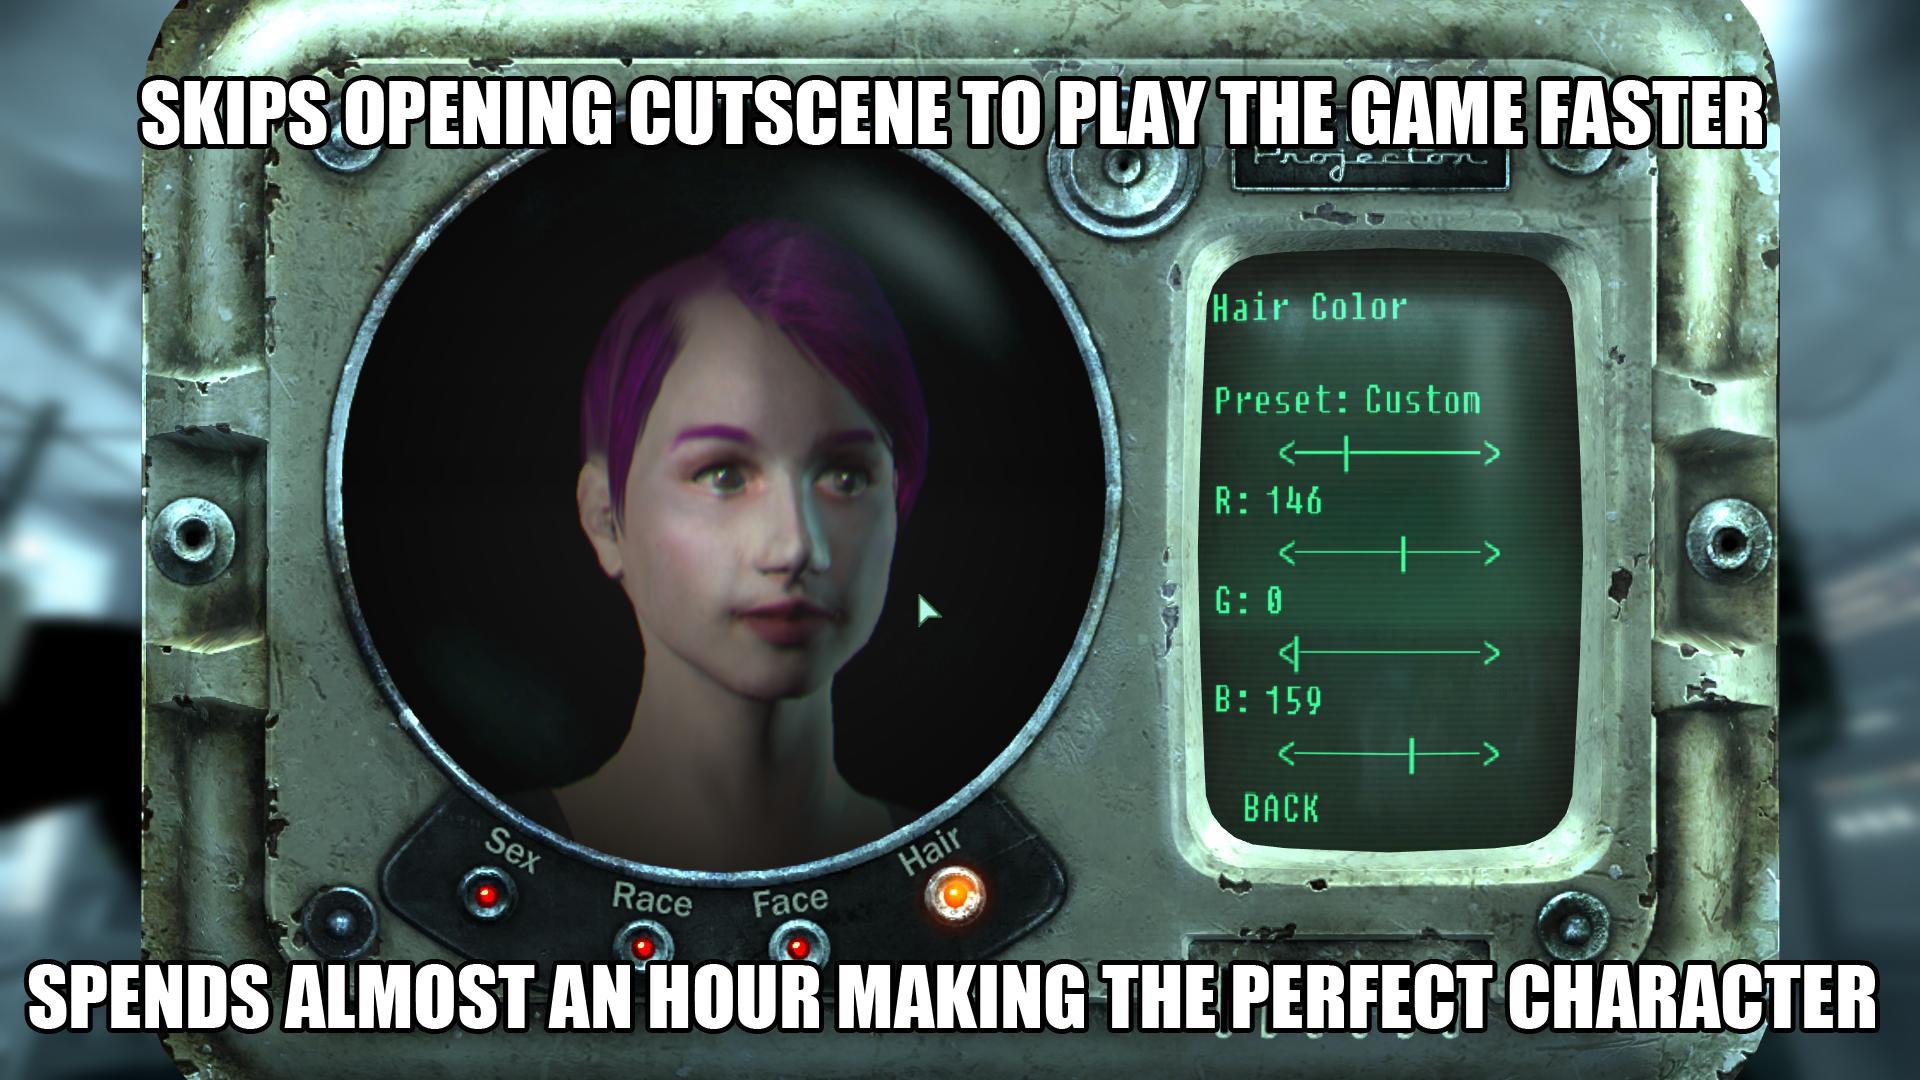 SKIPS OPENING CUTSCENE TO PLAY THE GAME FASTER
Projector
Hair Color
Preset: Custom
R: 146
G: 0
B: 159
BACK
Sex
Race
Face
Hair
SPENDS ALMOST AN HOUR MAKING THE PERFECT CHARACTER